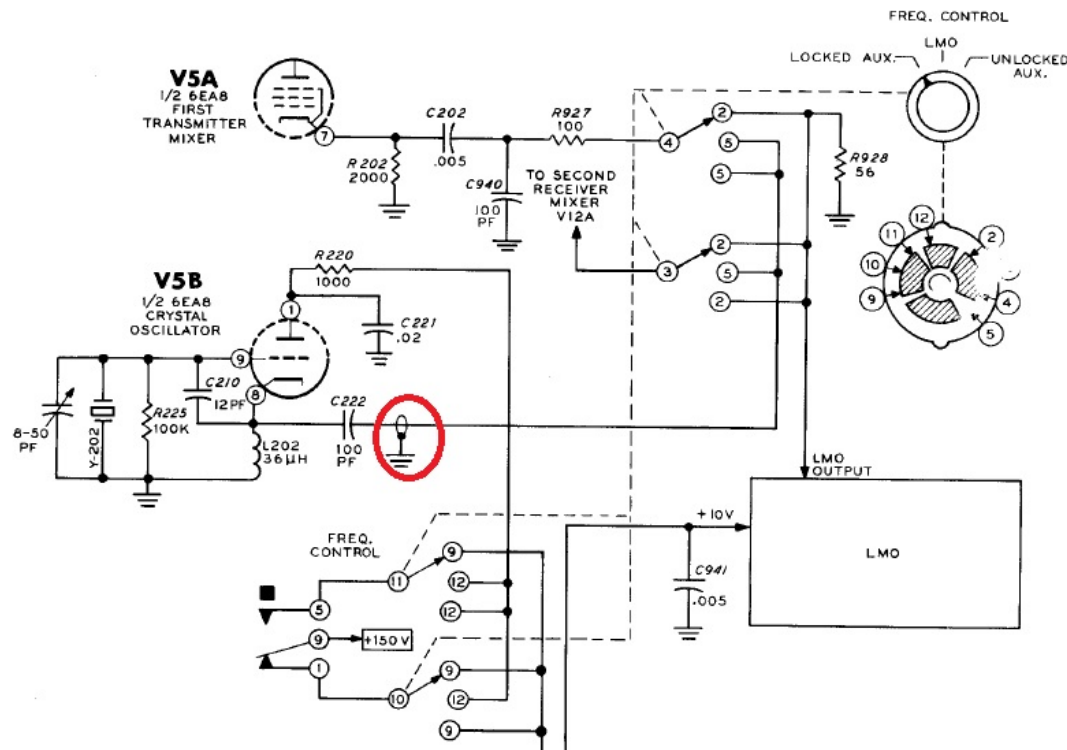 FREQ. CONTROL
LMO
LOCKED AUX.
UNLOCKED
AUX.
V5A
1/2 6EA8
FIRST
TRANSMITTER
MIXER
7
C202
.005
R202
2000
C940
100
PF
R927
100
4
2
5
5
R928
56
TO SECOND
RECEIVER
MIXER
V12A
3
2
5
2
12
11
2
10
9
4
5
R220
1000
V5B
1/2 6EA8
CRYSTAL
OSCILLATOR
1
C221
.02
9
8
C210
12PF
8-50
PF
Y-202
R225
100K
L202
36µH
C222
100
PF
LMO
OUTPUT
+10V
LMO
C941
.005
FREQ.
CONTROL
11
9
12
12
5
9
+150 V
1
10
9
12
9